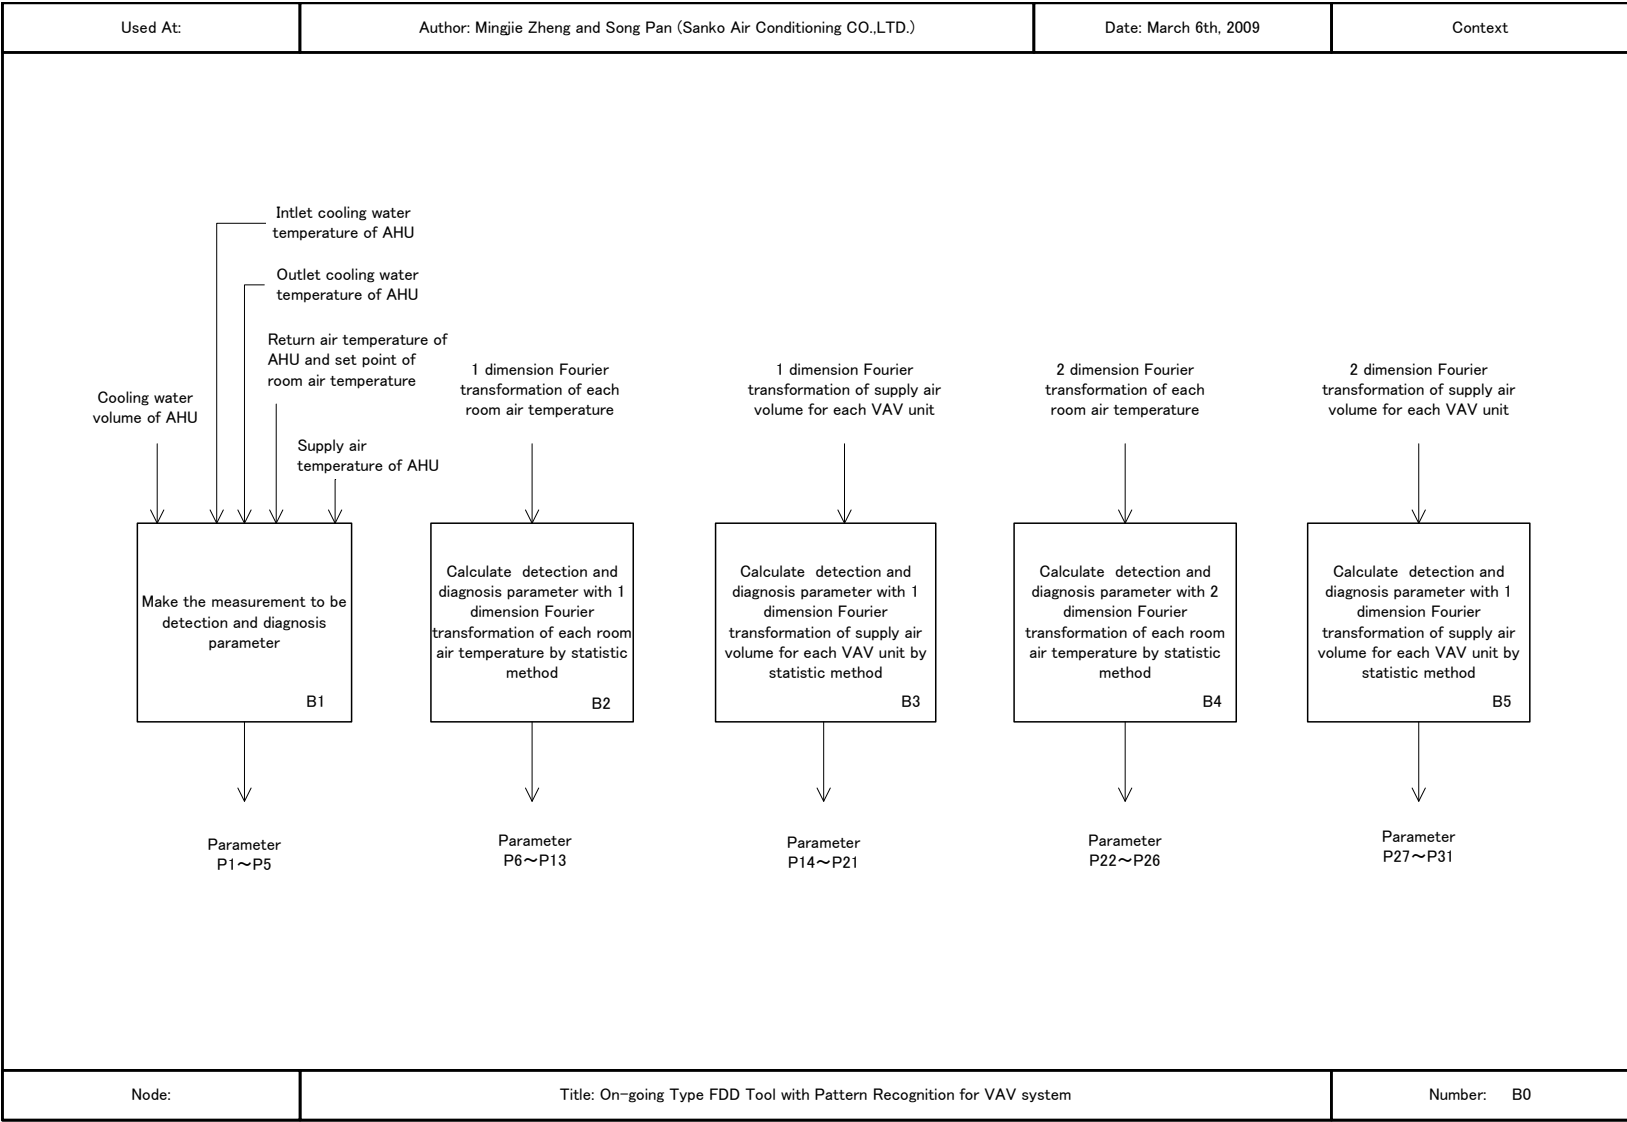 Used At:
Author: Mingjie Zheng and Song Pan (Sanko Air Conditioning CO.,LTD.)
Date: March 6th, 2009
Context
Intlet cooling water
temperature of AHU
Outlet cooling water
temperature of AHU
Return air temperature of
AHU and set point of
room air temperature
Cooling water
volume of AHU
Supply air
temperature of AHU
1 dimension Fourier
transformation of each
room air temperature
1 dimension Fourier
transformation of supply air
volume for each VAV unit
2 dimension Fourier
transformation of each
room air temperature
2 dimension Fourier
transformation of supply air
volume for each VAV unit
Make the measurement to be
detection and diagnosis
parameter
B1
Calculate detection and
diagnosis parameter with 1
dimension Fourier
transformation of each room
air temperature by statistic
method
B2
Calculate detection and
diagnosis parameter with 1
dimension Fourier
transformation of supply air
volume for each VAV unit by
statistic method
B3
Calculate detection and
diagnosis parameter with 2
dimension Fourier
transformation of each room
air temperature by statistic
method
B4
Calculate detection and
diagnosis parameter with 1
dimension Fourier
transformation of supply air
volume for each VAV unit by
statistic method
B5
Parameter
P1～P5
Parameter
P6～P13
Parameter
P14～P21
Parameter
P22～P26
Parameter
P27～P31
Node:
Title: On-going Type FDD Tool with Pattern Recognition for VAV system
Number: B0